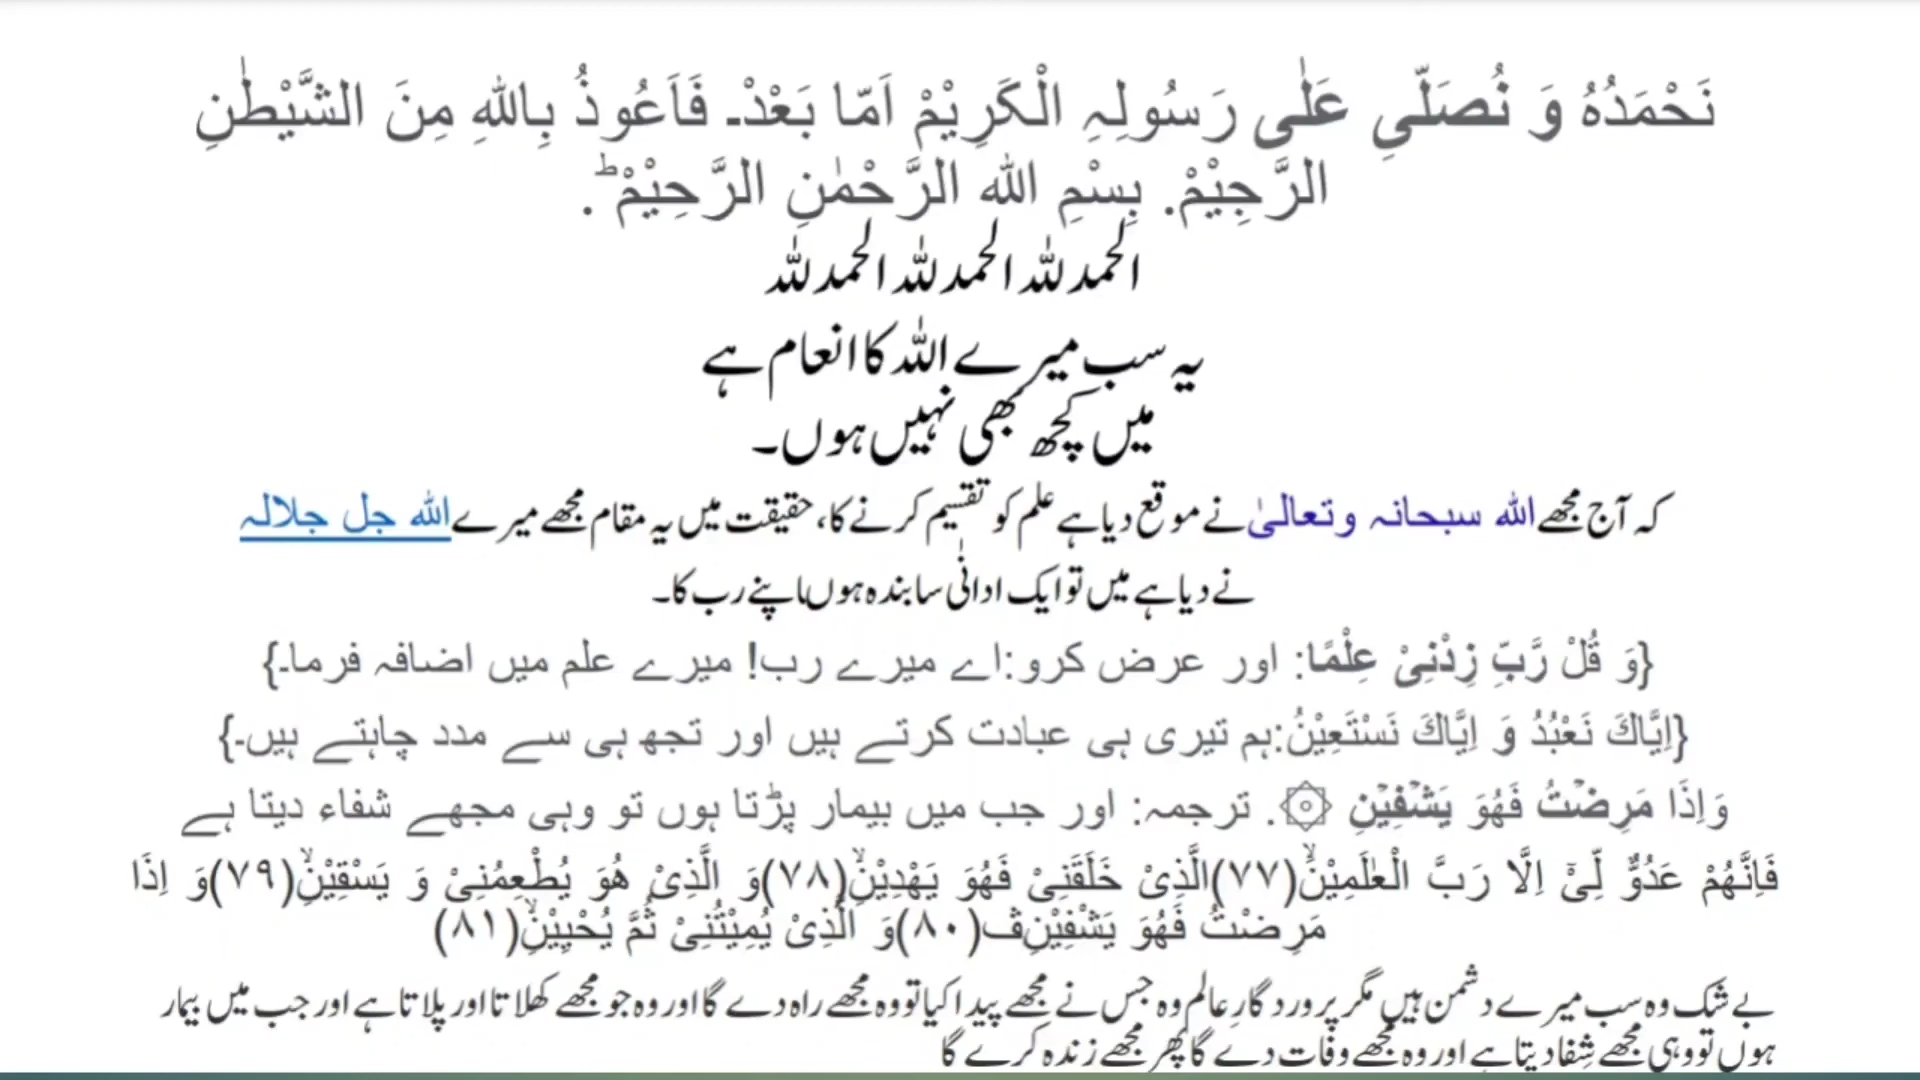 نَحْمَدُہُ وَ نُصَلِّیِ عَلٰی رَسُولِہِ الْکَرِیْمْ اَمَّا بَعْدْ۔ فَاَعُوذُ بِاللہِ مِنَ الشَّیْطٰنِ
الرَّجِیْمْ. بِسْمِ اللہ الرَّحْمٰنِ الرَّحِیْمْ ؕ .
الحمدللہ الحمدللہ الحمدللہ
یہ سب میرے اللہ کا انعام ہے
میں کچھ بھی نہیں ہوں۔
کہ آج مجھے اللہ سبحانہ وتعالیٰ نے موقع دیا ہے علم کو تقسیم کرنے کا، حقیقت میں یہ مقام مجھے میرے اللہ جل جلالہ
نے دیا ہے میں تو ایک ادانٰی سا بندہ ہوں اپنے رب کا۔
{وَ قُلْ رَّبِّ زِدْنِیْ عِلْمًا: اور عرض کرو:اے میرے رب! میرے علم میں اضافہ فرما۔}
{اِیَّاكَ نَعْبُدُ وَ اِیَّاكَ نَسْتَعِیْنُ:ہم تیری ہی عبادت کرتے ہیں اور تجھ ہی سے مدد چاہتے ہیں۔}
وَاِذَا مَرِضْتُ فَهُوَ یَشْفِیْنِ ۞. ترجمہ: اور جب میں بیمار پڑتا ہوں تو وہی مجھے شفاء دیتا ہے
فَاِنَّهُمْ عَدُوٌّ لِّیْۤ اِلَّا رَبَّ الْعٰلَمِیْنَۙ(۷۷)الَّذِیْ خَلَقَنِیْ فَهُوَ یَهْدِیْنِۙ(۷۸)وَ الَّذِیْ هُوَ یُطْعِمُنِیْ وَ یَسْقِیْنِۙ(۷۹)وَ اِذَا
مَرِضْتُ فَهُوَ یَشْفِیْنِﭪ(۸۰)وَ الَّذِیْ یُمِیْتُنِیْ ثُمَّ یُحْیِیْنِۙ(۸۱)
بے شک وہ سب میرے دشمن ہیں مگر پروردگارِ عالم وہ جس نے مجھے پیدا کیا تو وہ مجھے راہ دے گا اور وہ جو مجھے کھلاتا اور پلاتا ہے اور جب میں بیمار
ہوں تو وہی مجھے شِفا دیتا ہے اور وہ مجھے وفات دے گا پھر مجھے زندہ کرے گا